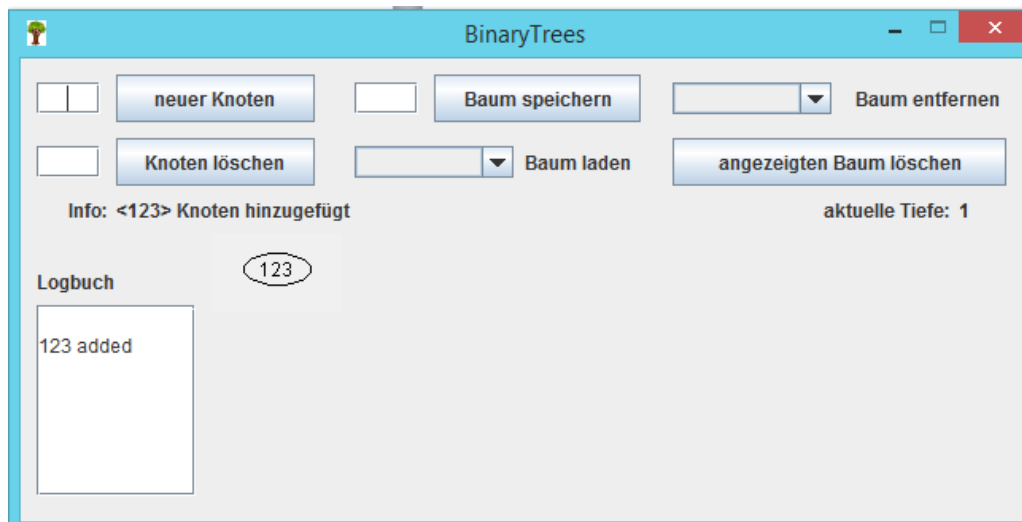 BinaryTrees
neuer Knoten
Baum speichern
Baum entfernen
Knoten löschen
Baum laden
angezeigten Baum löschen
Info: <123> Knoten hinzugefügt
aktuelle Tiefe: 1
123
Logbuch
123 added